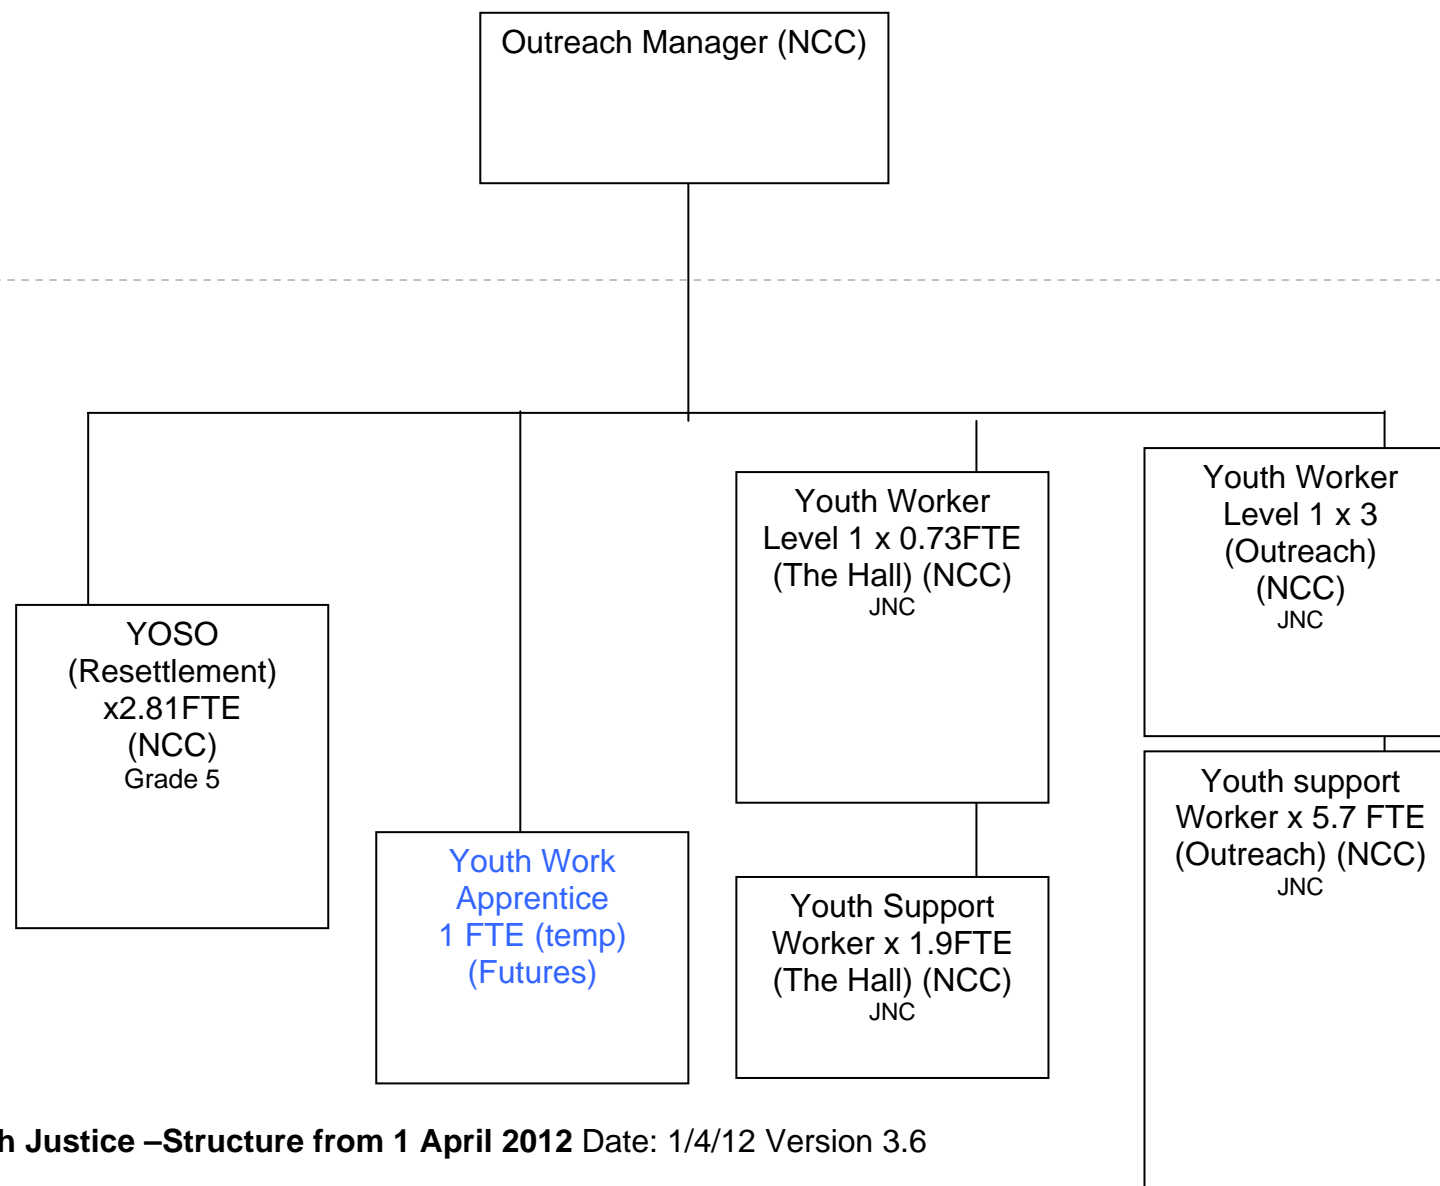 Outreach Manager (NCC)
YOSO
(Resettlement)
x2.81FTE
(NCC)
Grade 5
Youth Work
Apprentice
1 FTE (temp)
(Futures)
Youth Worker
Level 1 x 0.73FTE
(The Hall) (NCC)
JNC
Youth Support
Worker x 1.9FTE
(The Hall) (NCC)
JNC
Youth Worker
Level 1 x 3
(Outreach)
(NCC)
JNC
Youth support
Worker x 5.7 FTE
(Outreach) (NCC)
JNC
h Justice –Structure from 1 April 2012 Date: 1/4/12 Version 3.6